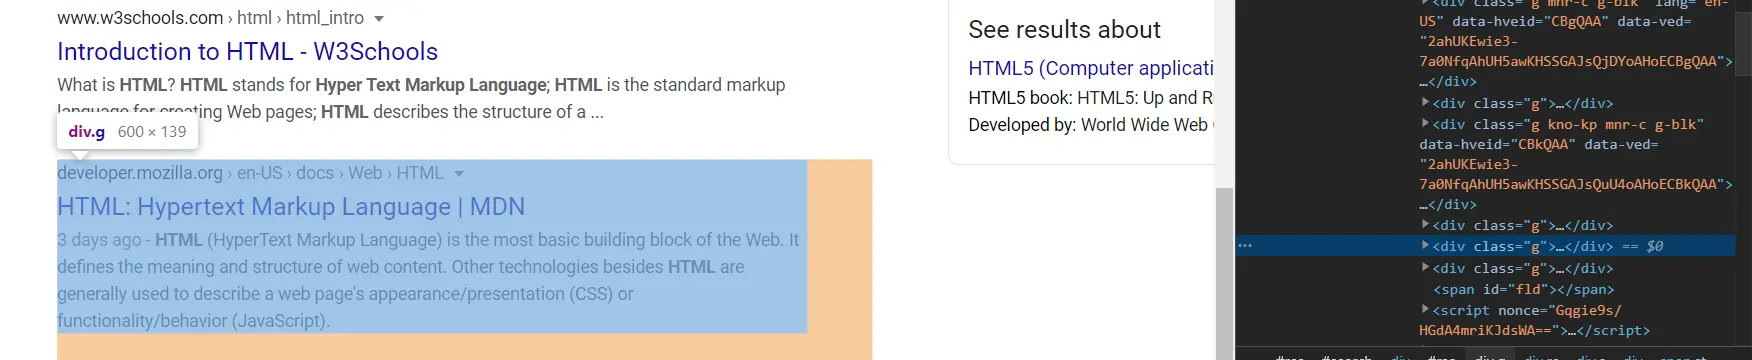 www.w3schools.com › html › html_intro
Introduction to HTML - W3Schools
What is HTML? HTML stands for Hyper Text Markup Language; HTML is the standard markup
language for creating Web pages; HTML describes the structure of a ...
div.g 600 × 139
developer.mozilla.org › en-US › docs › Web › HTML
HTML: Hypertext Markup Language | MDN
3 days ago - HTML (HyperText Markup Language) is the most basic building block of the Web. It
defines the meaning and structure of web content. Other technologies besides HTML are
generally used to describe a web page's appearance/presentation (CSS) or
functionality/behavior (JavaScript).
See results about
HTML5 (Computer applicati
HTML5 book: HTML5: Up and R
Developed by: World Wide Web
<div class="g mnr-c g-blk" lang="en-
US" data-hveid="CBgQAA" data-ved=
"2ahUKEwie3-
7a0NfqAhUH5awKHSSGAJsQjDYoAHoECBgQAA">
…</div>
<div class="g">…</div>
<div class="g kno-kp mnr-c g-blk"
data-hveid="CBkQAA" data-ved=
"2ahUKEwie3-
7a0NfqAhUH5awKHSSGAJsQuU4oAHoECBkQAA">
…</div>
<div class="g">…</div>
<div class="g">…</div> == $0
<div class="g">…</div>
<span id="fld"></span>
<script nonce="Gqgie9s/
HGdA4mriKJdsWA==">…</script>